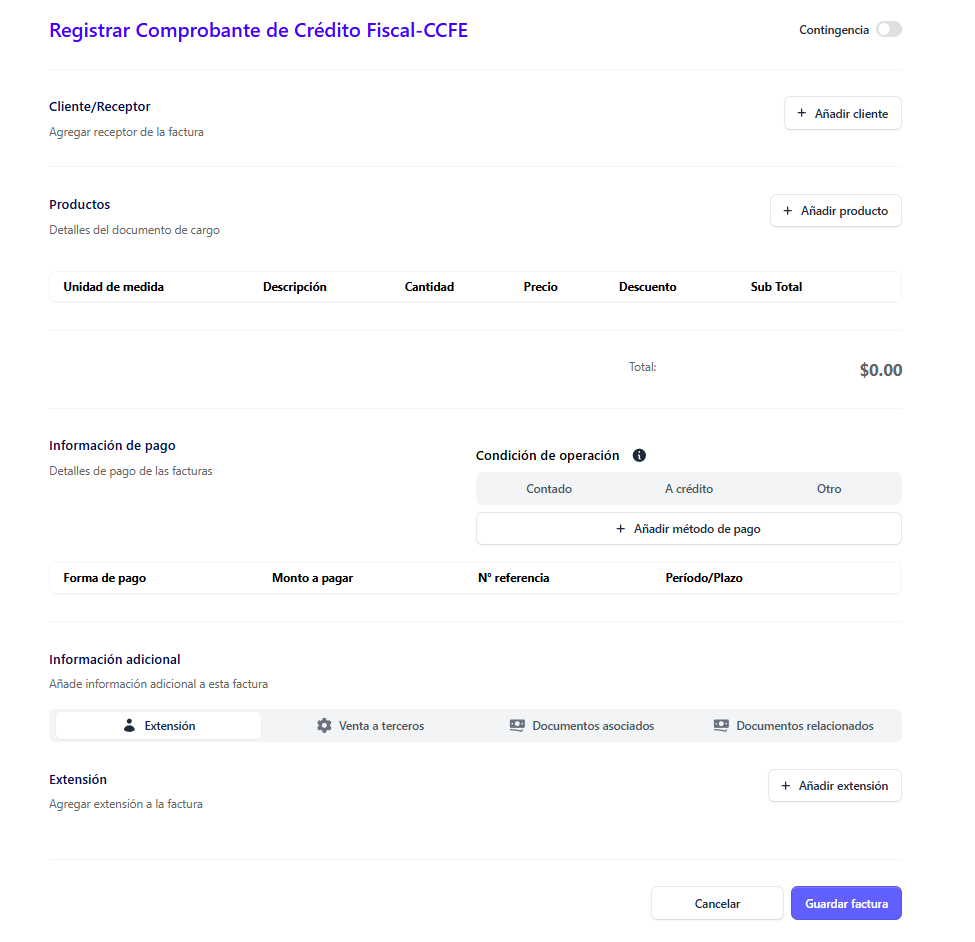 Registrar Comprobante de Crédito Fiscal-CCFE
Contingencia
Cliente/Receptor
Agregar receptor de la factura
+ Añadir cliente
Productos
Detalles del documento de cargo
+ Añadir producto
Unidad de medida Descripción Cantidad Precio Descuento Sub Total
Total: $0.00
Información de pago
Detalles de pago de las facturas
Condición de operación
Contado A crédito Otro
+ Añadir método de pago
Forma de pago Monto a pagar N° referencia Período/Plazo
Información adicional
Añade información adicional a esta factura
Extensión Venta a terceros Documentos asociados Documentos relacionados
Extensión
Agregar extensión a la factura
+ Añadir extensión
Cancelar Guardar factura